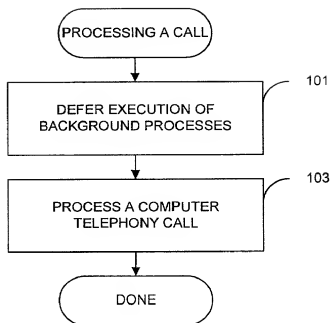 PROCESSING A CALL
101
DEFER EXECUTION OF
BACKGROUND PROCESSES
103
PROCESS A COMPUTER
TELEPHONY CALL
DONE